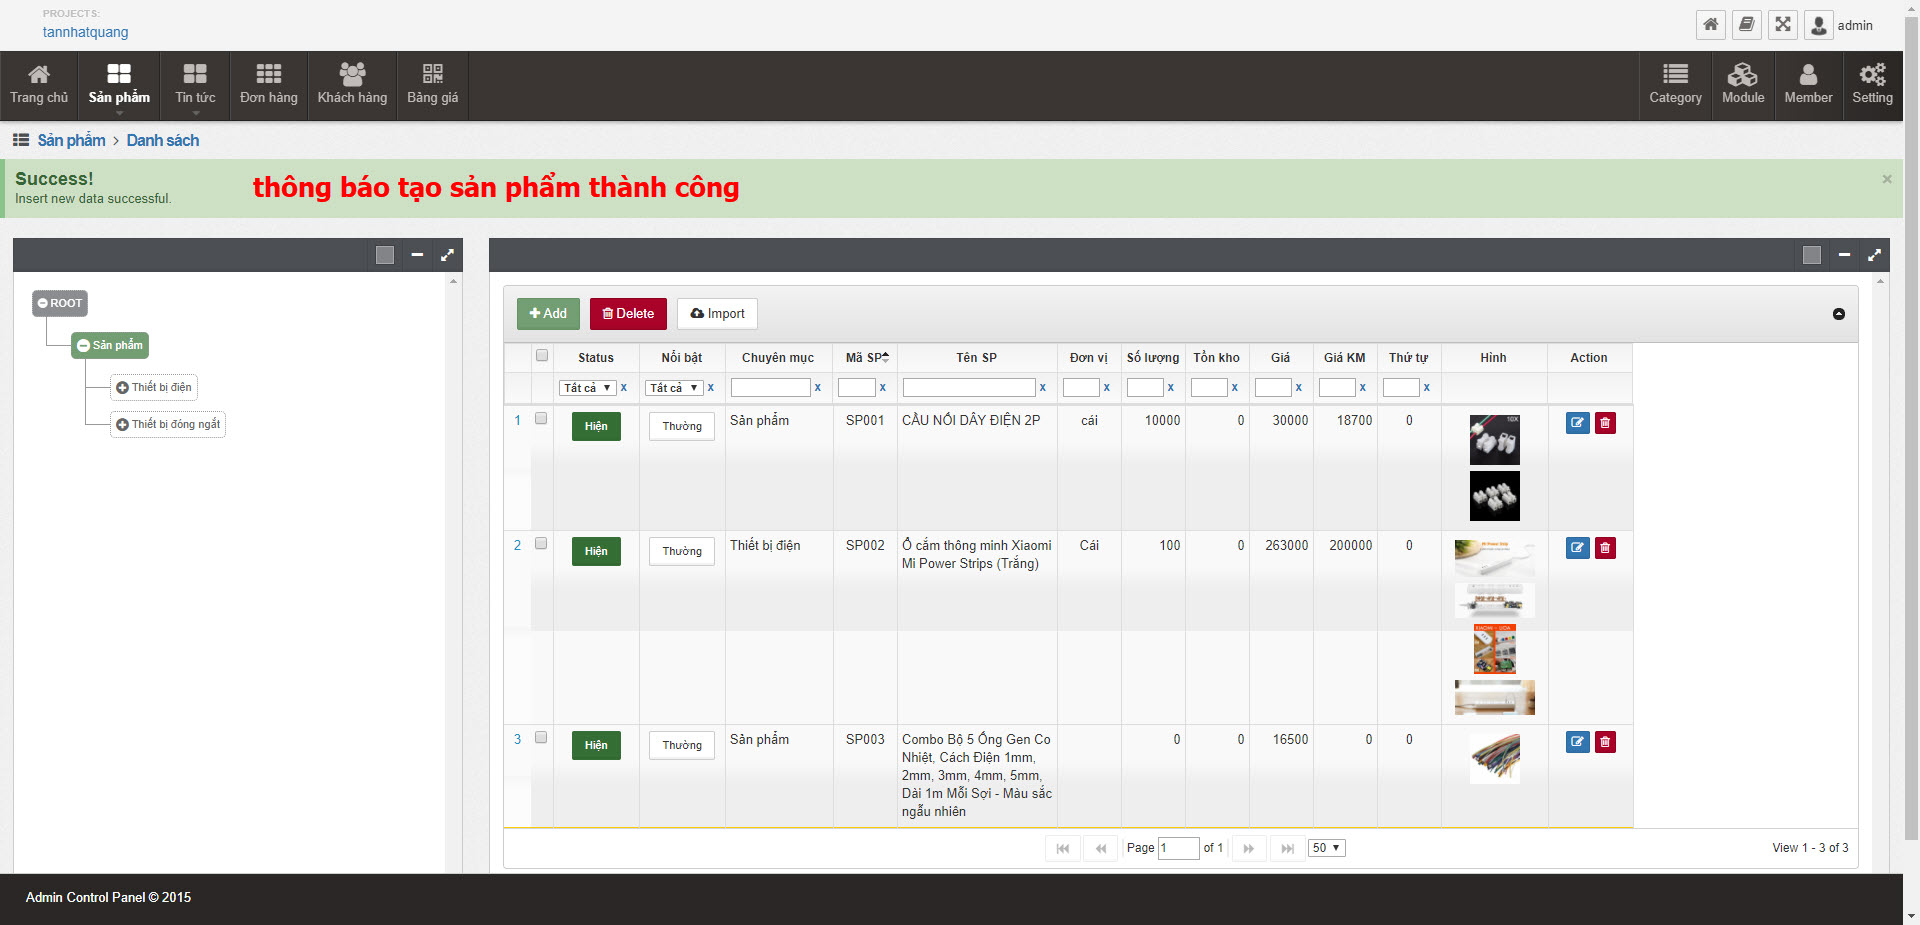 PROJECTS:
tannhatquang
admin
Trang chủ
Sản phẩm
Tin tức
Đơn hàng
Khách hàng
Bảng giá
Category
Module
Member
Setting
Sản phẩm > Danh sách
Success!
Insert new data successful.
thông báo tạo sản phẩm thành công
×
ROOT
Sản phẩm
Thiết bị điện
Thiết bị đóng ngắt
Add Delete Import
Status Nổi bật Chuyên mục Mã SP Tên SP Đơn vị Số lượng Tồn kho Giá Giá KM Thứ tự Hình Action
Tất cả x Tất cả x x x x x x x x x x
1 Hiện Thường Sản phẩm SP001 CẦU NỐI DÂY ĐIỆN 2P cái 10000 0 30000 18700 0
10X
2 Hiện Thường Thiết bị điện SP002 Ổ cắm thông minh Xiaomi Cái 100 0 263000 200000 0
Mi Power Strips (Trắng)
3 Hiện Thường Sản phẩm SP003 Combo Bộ 5 Ống Gen Co 0 0 16500 0 0
Nhiệt, Cách Điện 1mm,
2mm, 3mm, 4mm, 5mm,
Dài 1m Mỗi Sợi - Màu sắc
ngẫu nhiên
Page 1 of 1 50
View 1 - 3 of 3
Admin Control Panel © 2015